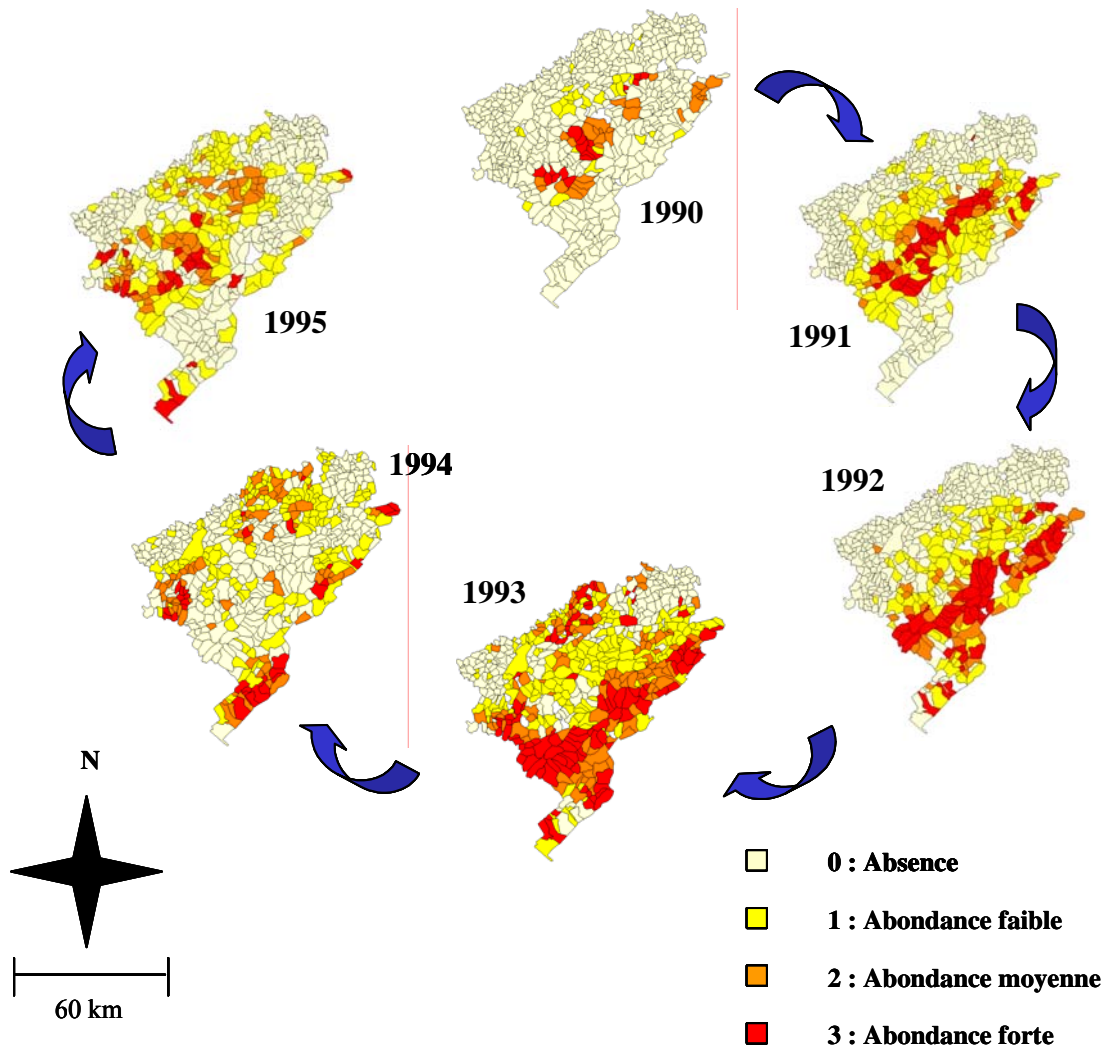 1990
1991
1992
1993
1994
1995
N
60 km
0 : Absence
1 : Abondance faible
2 : Abondance moyenne
3 : Abondance forte